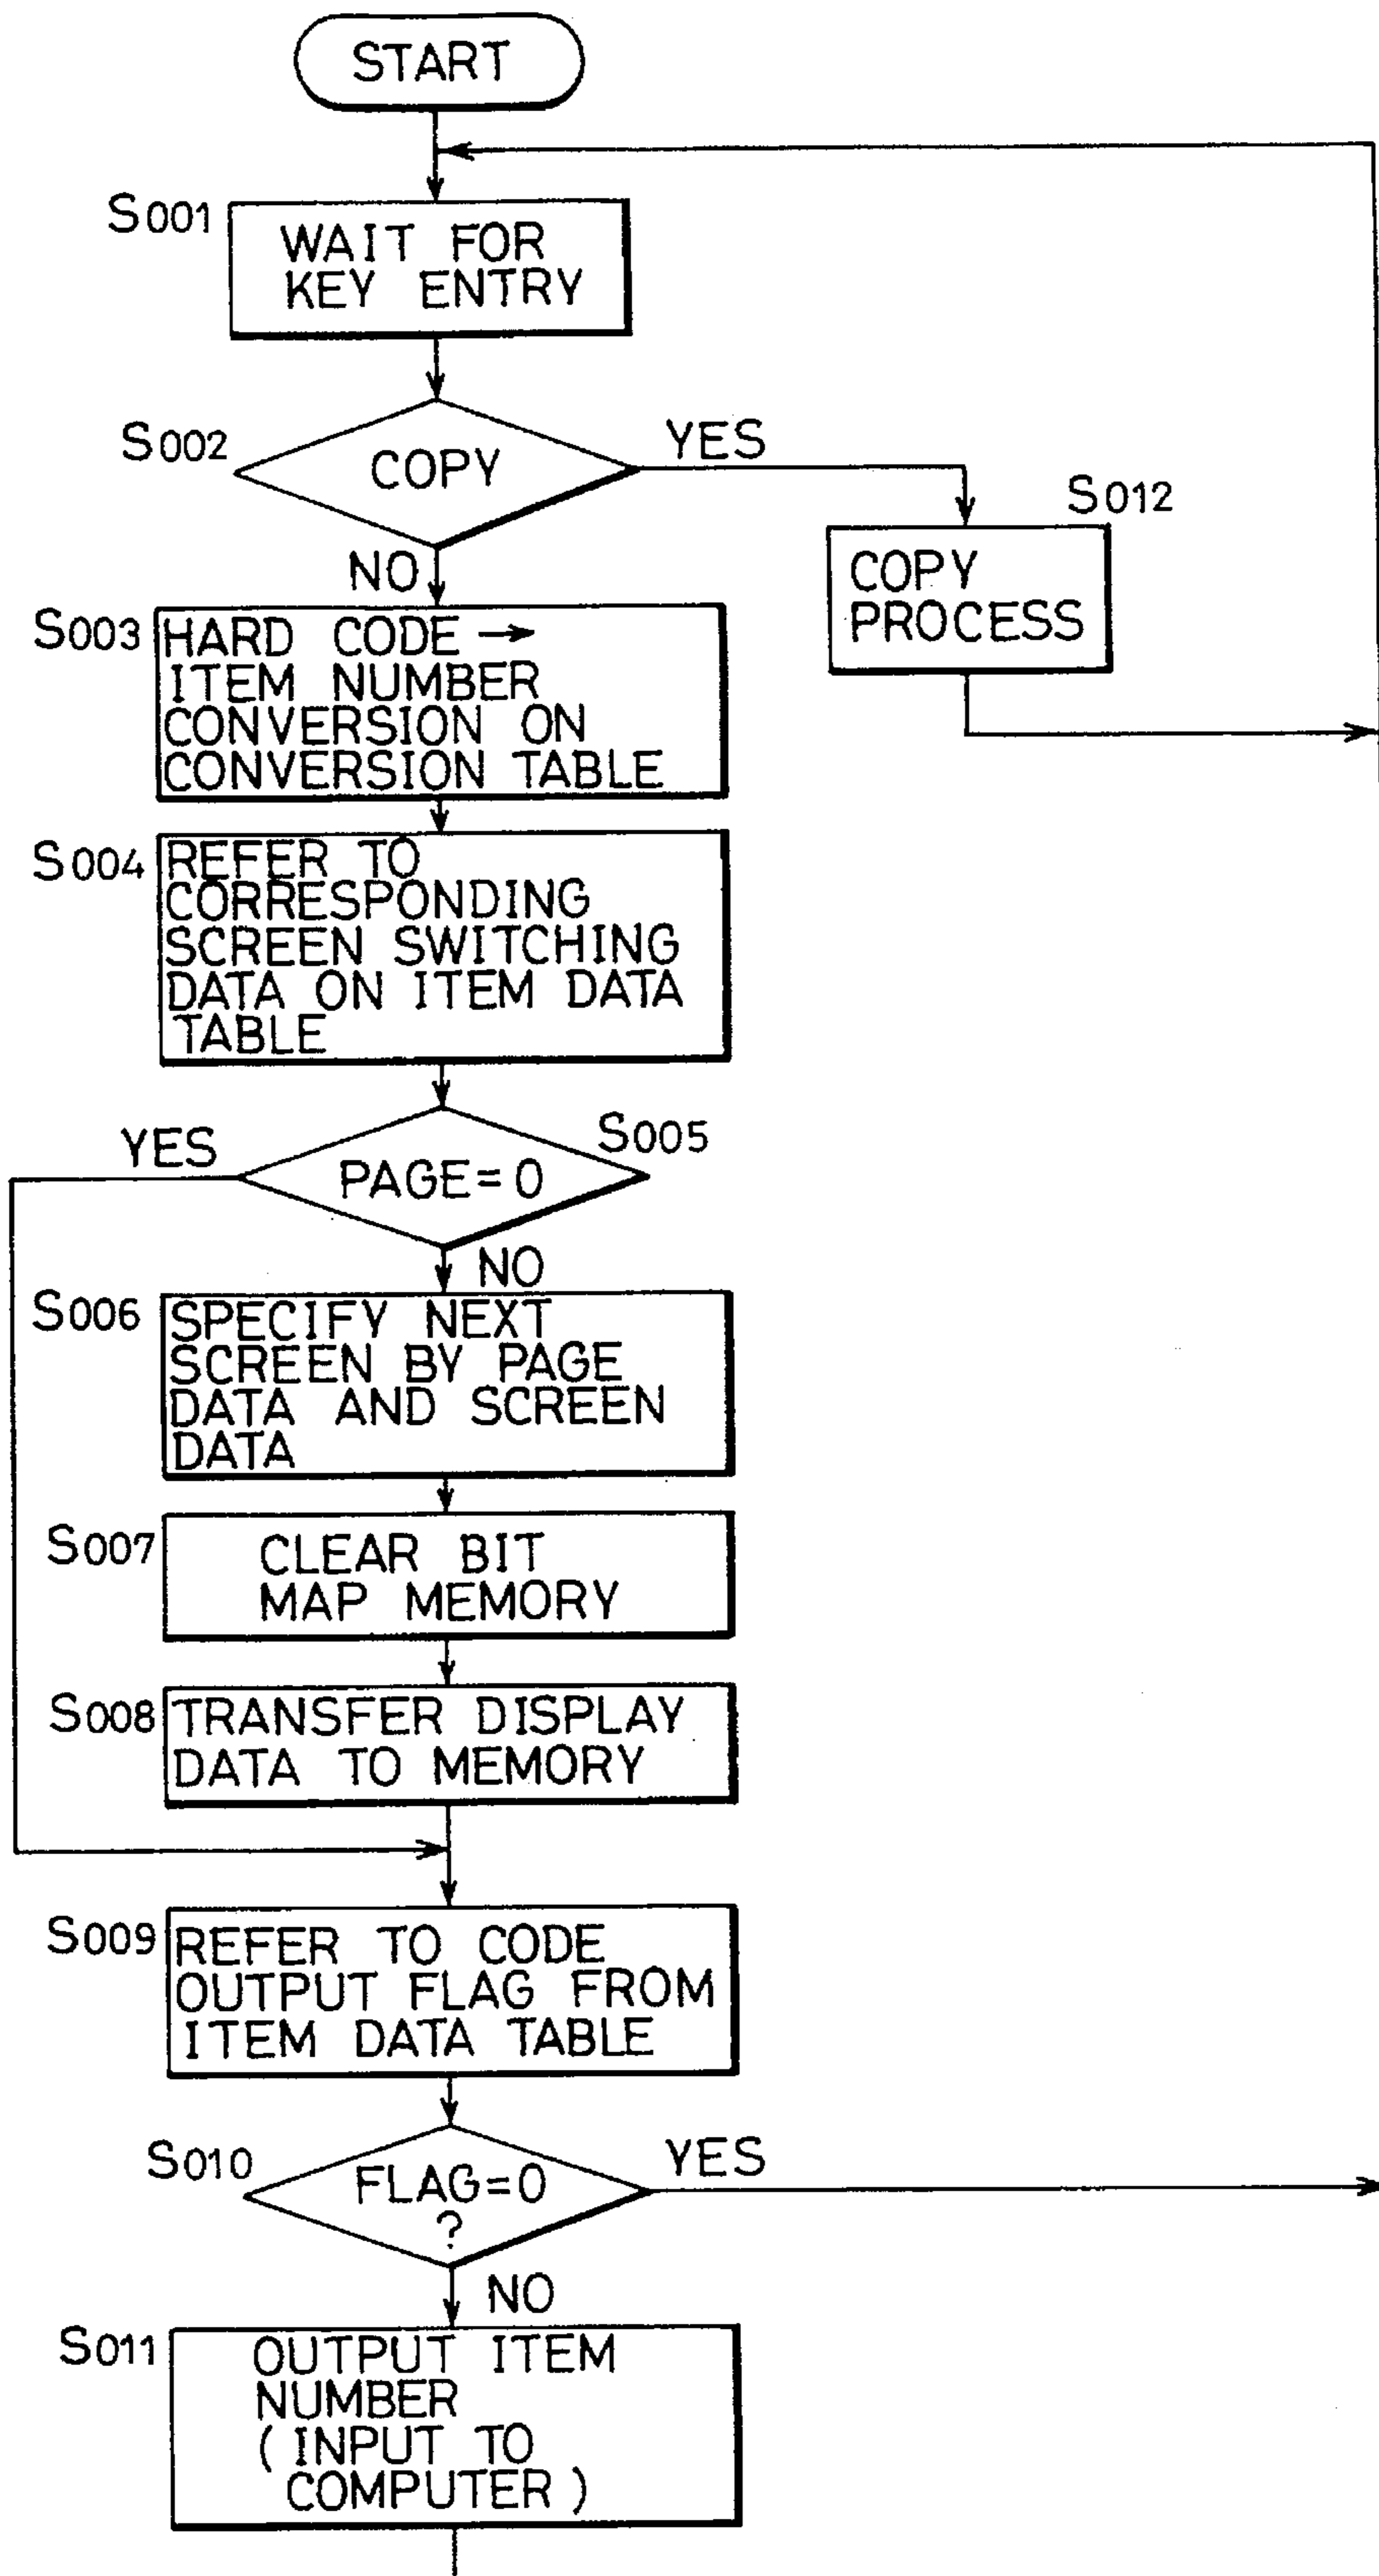 START
S001
WAIT FOR
KEY ENTRY
S002
COPY
YES
NO
S012
COPY
PROCESS
S003
HARD CODE →
ITEM NUMBER
CONVERSION ON
CONVERSION TABLE
S004
REFER TO
CORRESPONDING
SCREEN SWITCHING
DATA ON ITEM DATA
TABLE
S005
YES
PAGE=0
NO
S006
SPECIFY NEXT
SCREEN BY PAGE
DATA AND SCREEN
DATA
S007
CLEAR BIT
MAP MEMORY
S008
TRANSFER DISPLAY
DATA TO MEMORY
S009
REFER TO CODE
OUTPUT FLAG FROM
ITEM DATA TABLE
S010
FLAG=0
?
YES
NO
S011
OUTPUT ITEM
NUMBER
(INPUT TO
COMPUTER)